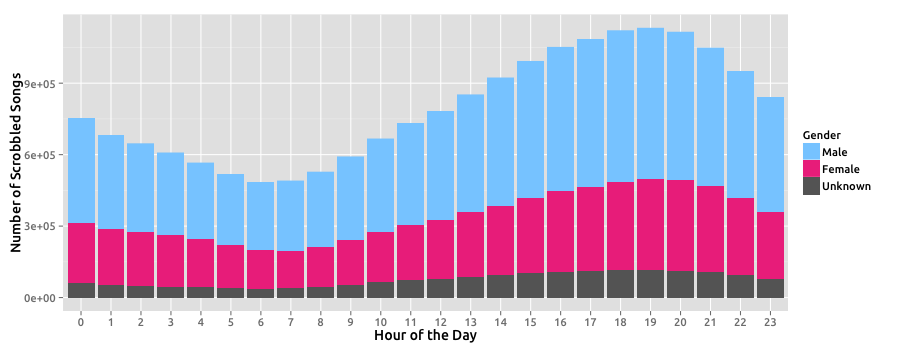 Number of Scrobbled Songs
9e+05
6e+05
3e+05
0e+00
0 1 2 3 4 5 6 7 8 9 10 11 12 13 14 15 16 17 18 19 20 21 22 23
Hour of the Day
Gender
Male
Female
Unknown